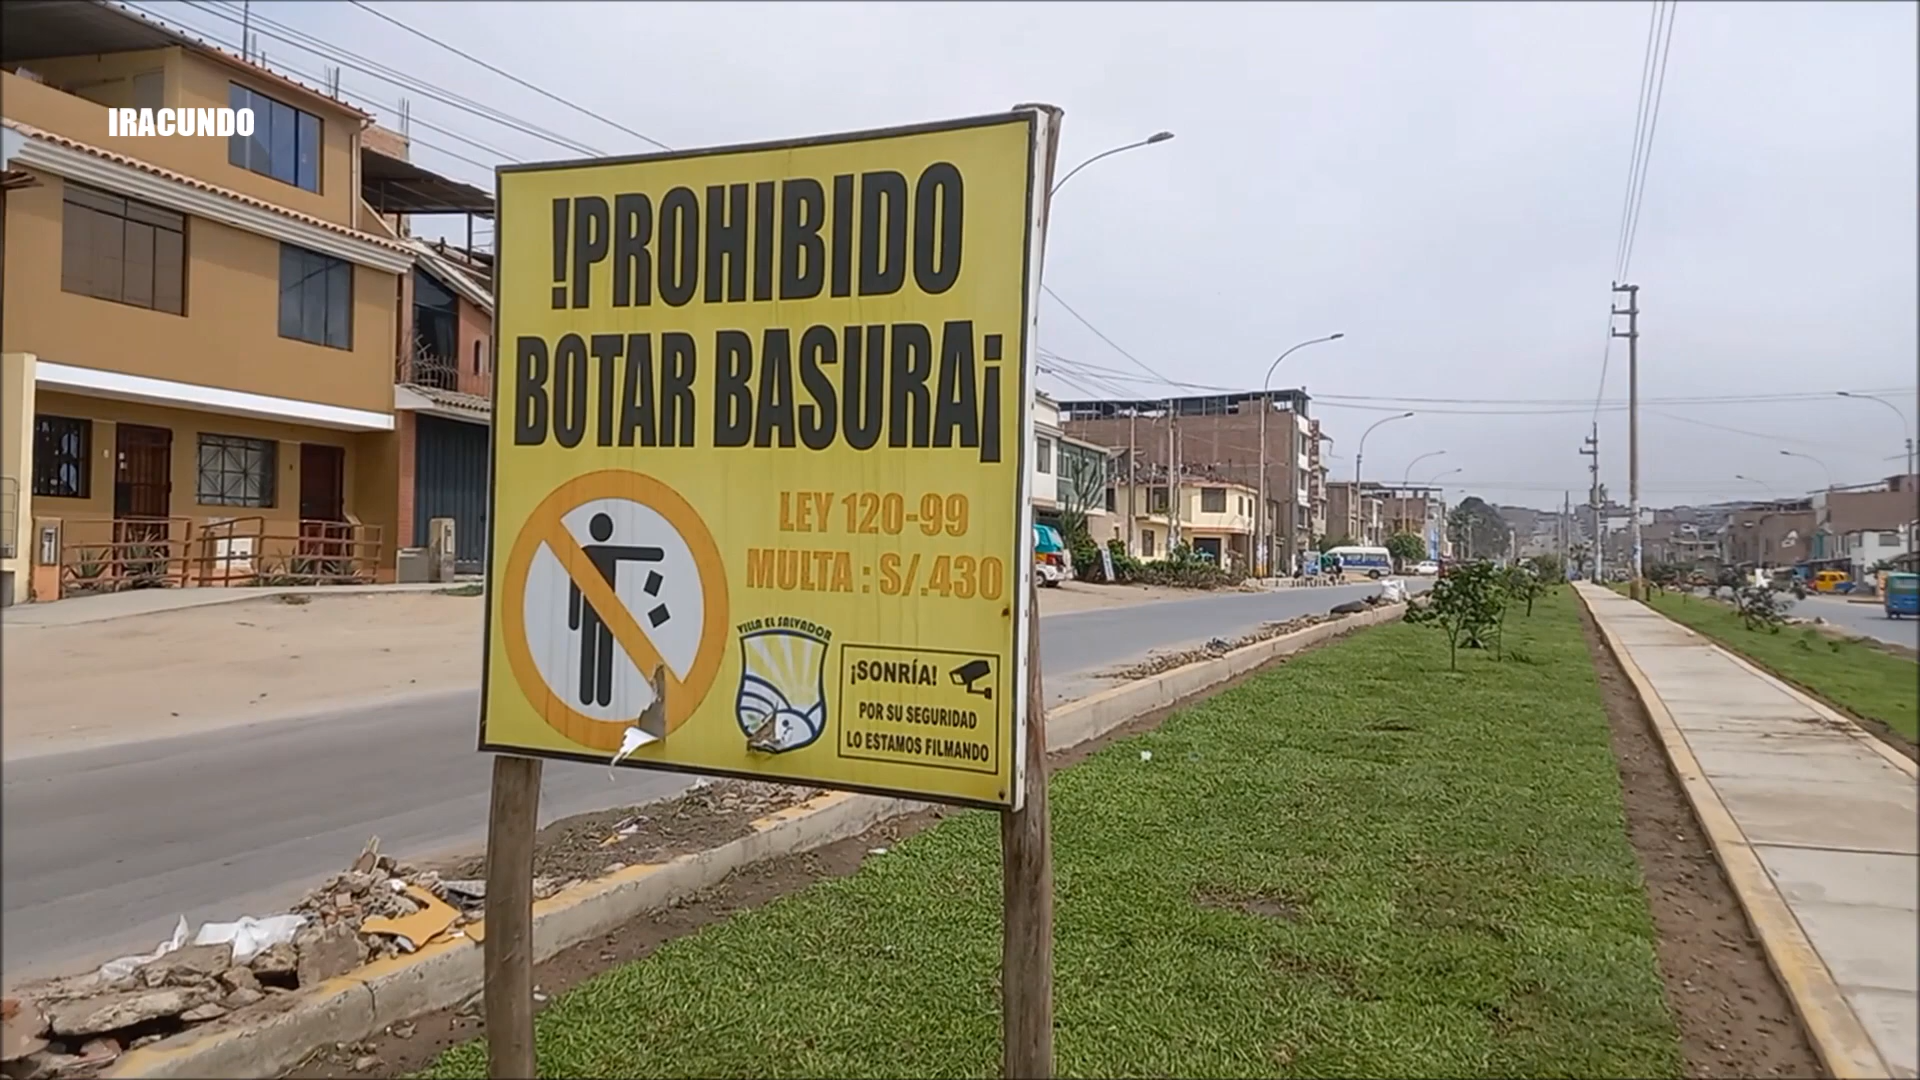 IRACUNDO
!PROHIBIDO
BOTAR BASURA¡
LEY 120-99
MULTA : S/.430
VILLA EL SALVADOR
¡SONRÍA!
POR SU SEGURIDAD
LO ESTAMOS FILMANDO